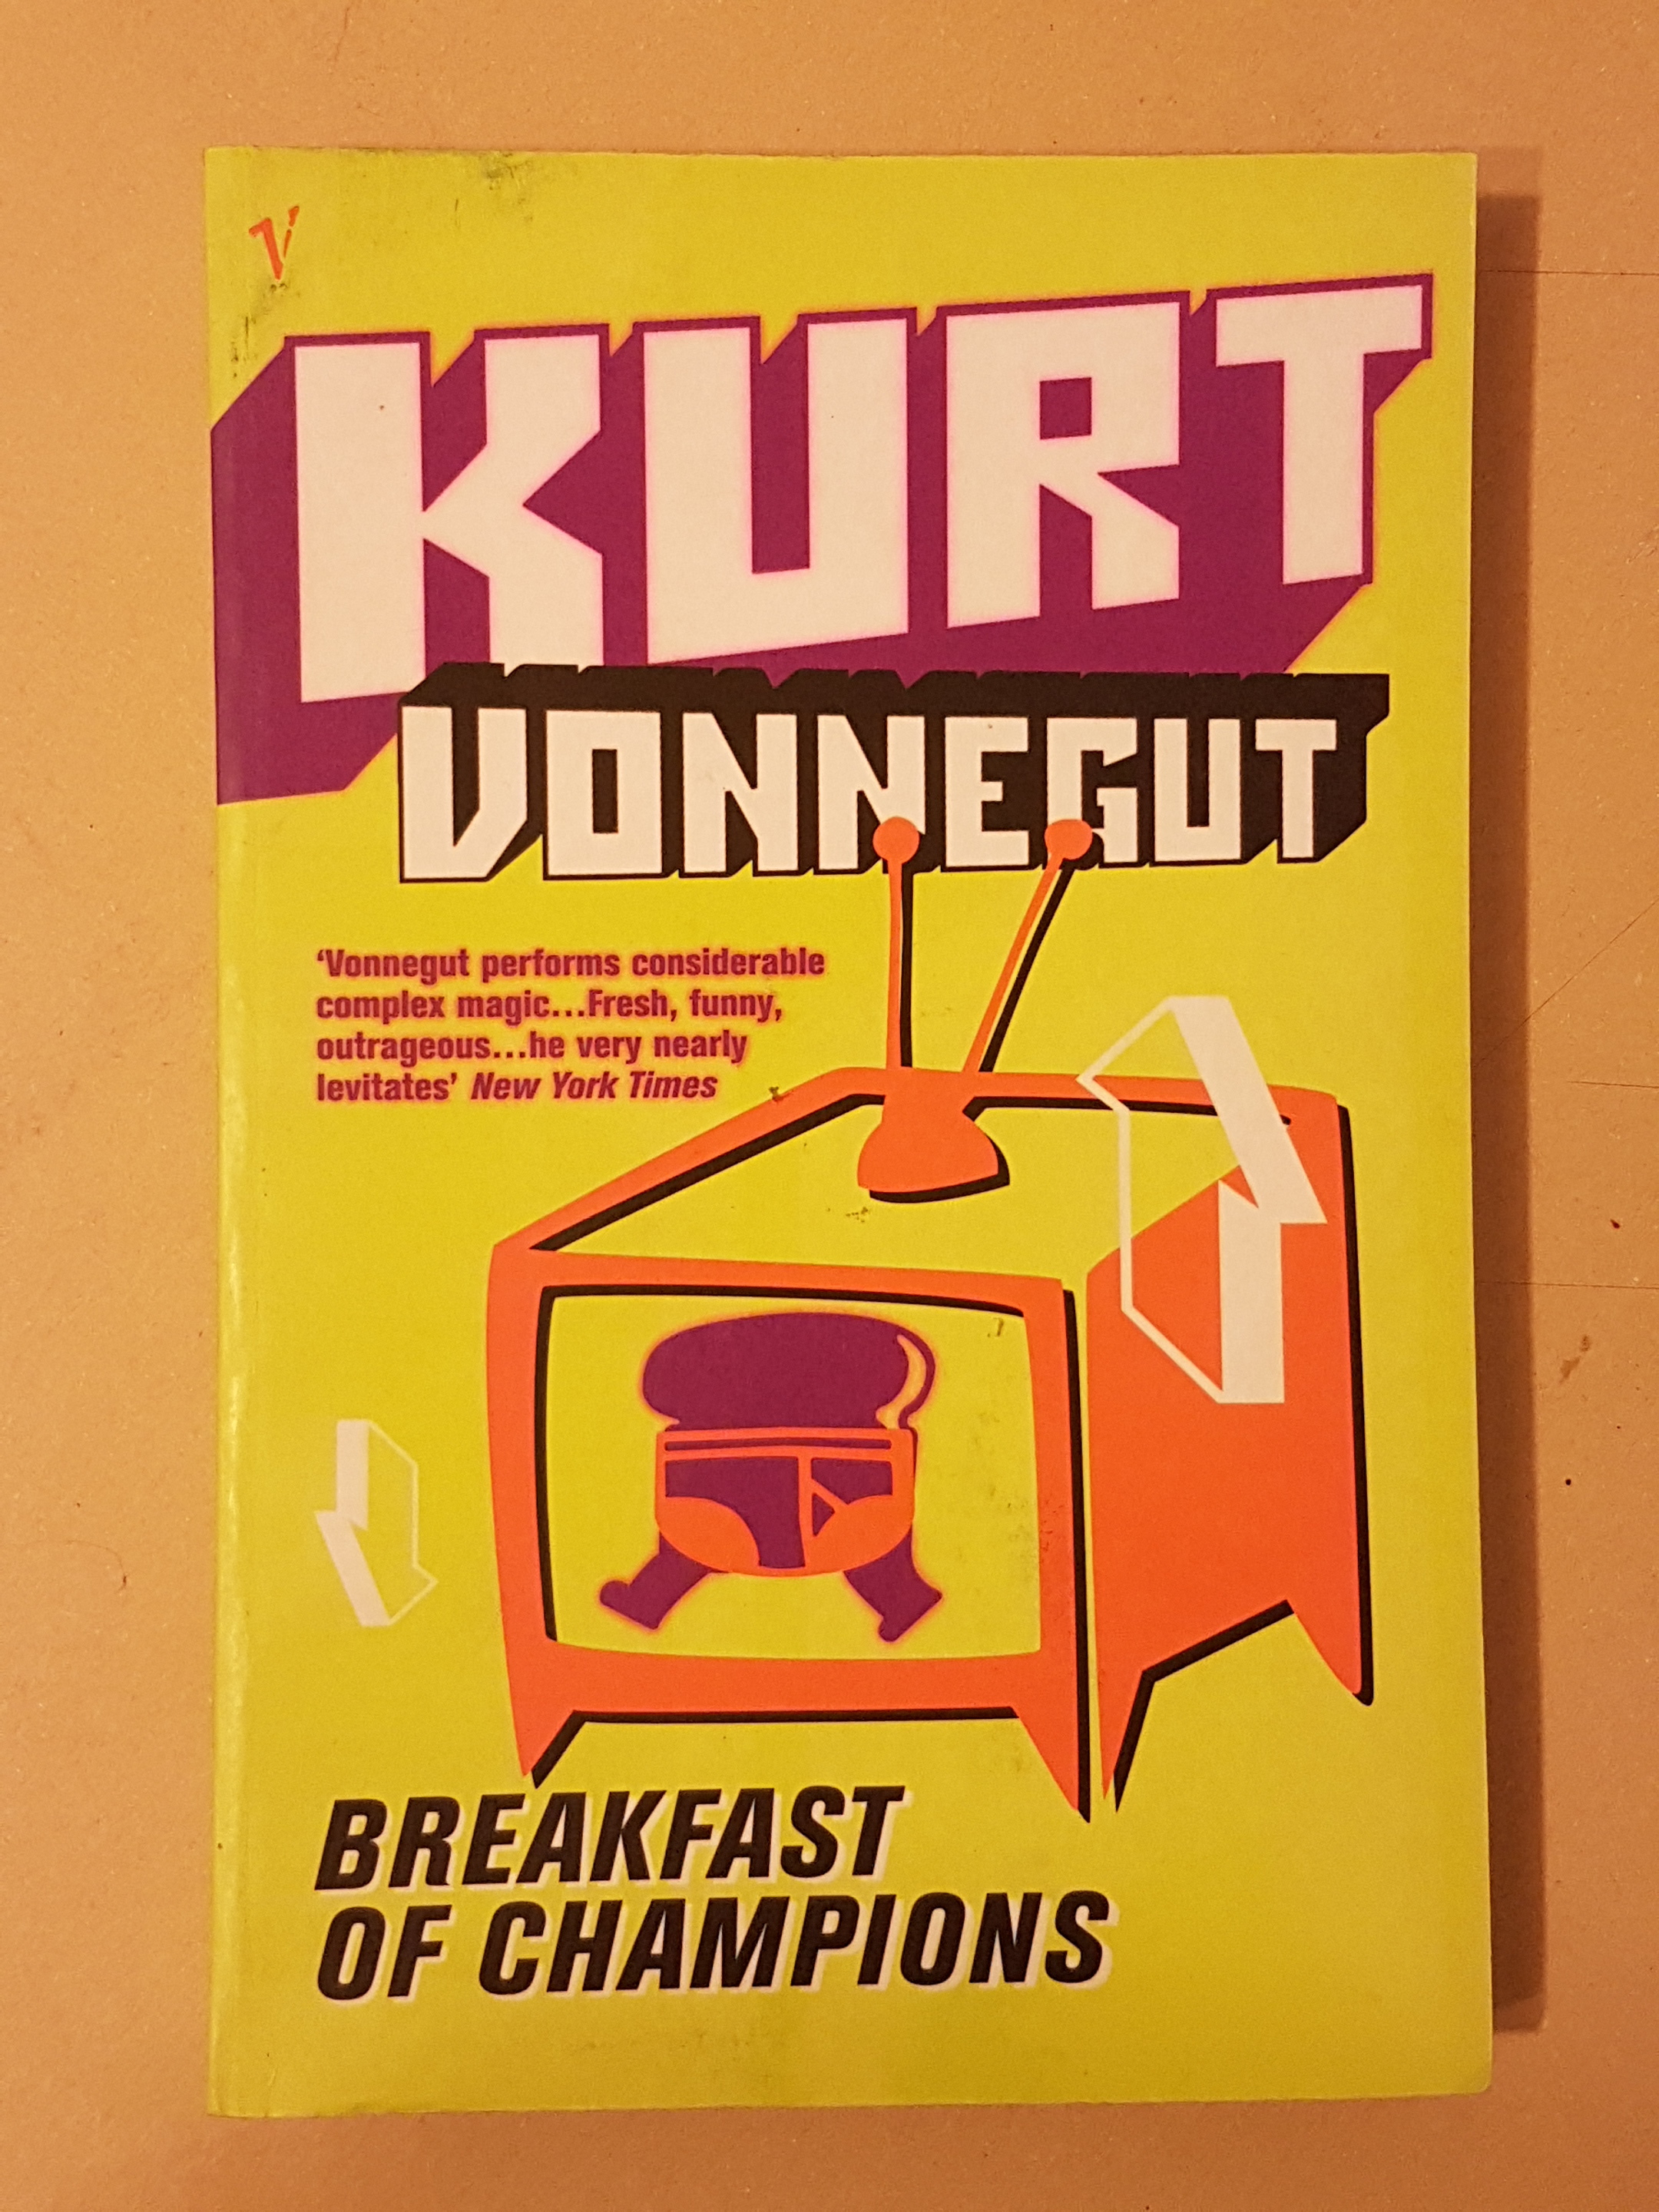 V
KURT
VONNEGUT
‘Vonnegut performs considerable
complex magic...Fresh, funny,
outrageous...he very nearly
levitates’ New York Times
BREAKFAST
OF CHAMPIONS